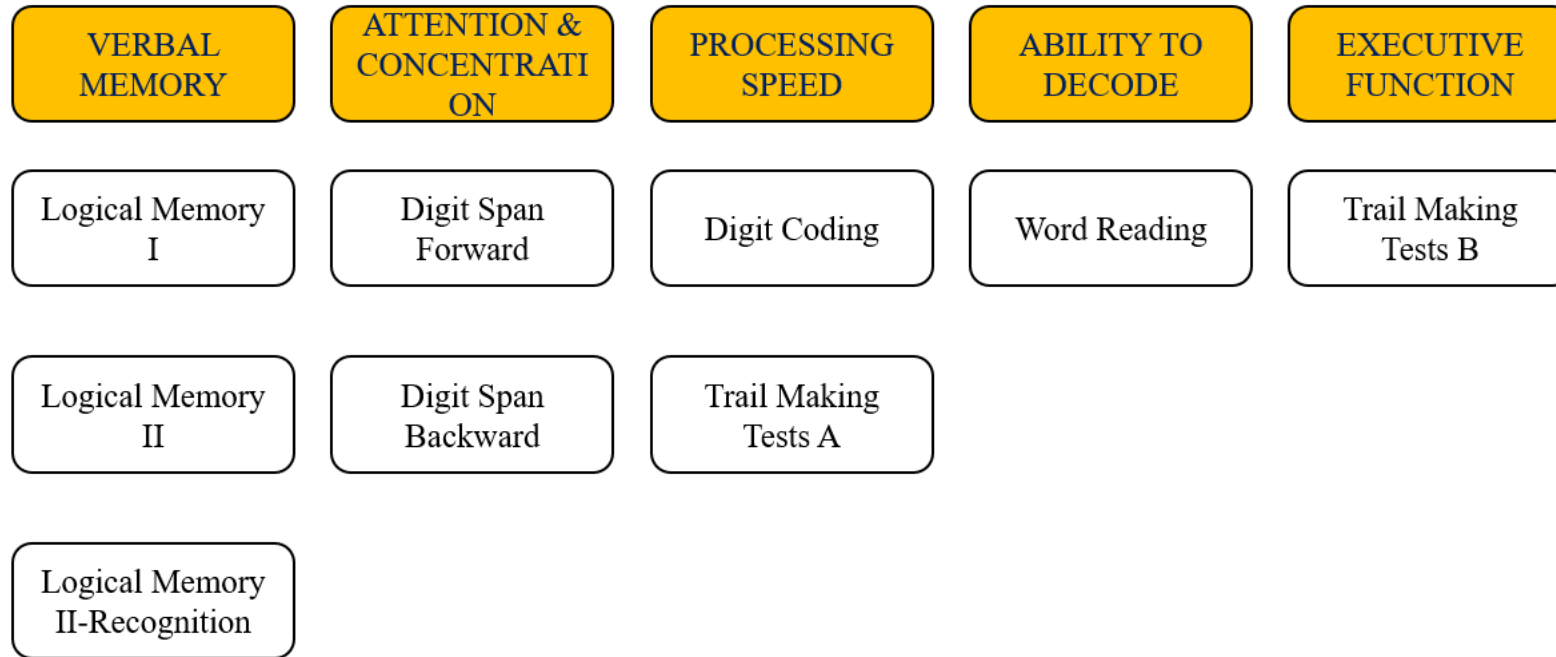 VERBAL
MEMORY
ATTENTION &
CONCENTRATI
ON
PROCESSING
SPEED
ABILITY TO
DECODE
EXECUTIVE
FUNCTION
Logical Memory
I
Digit Span
Forward
Digit Coding
Word Reading
Trail Making
Tests B
Logical Memory
II
Digit Span
Backward
Trail Making
Tests A
Logical Memory
II-Recognition